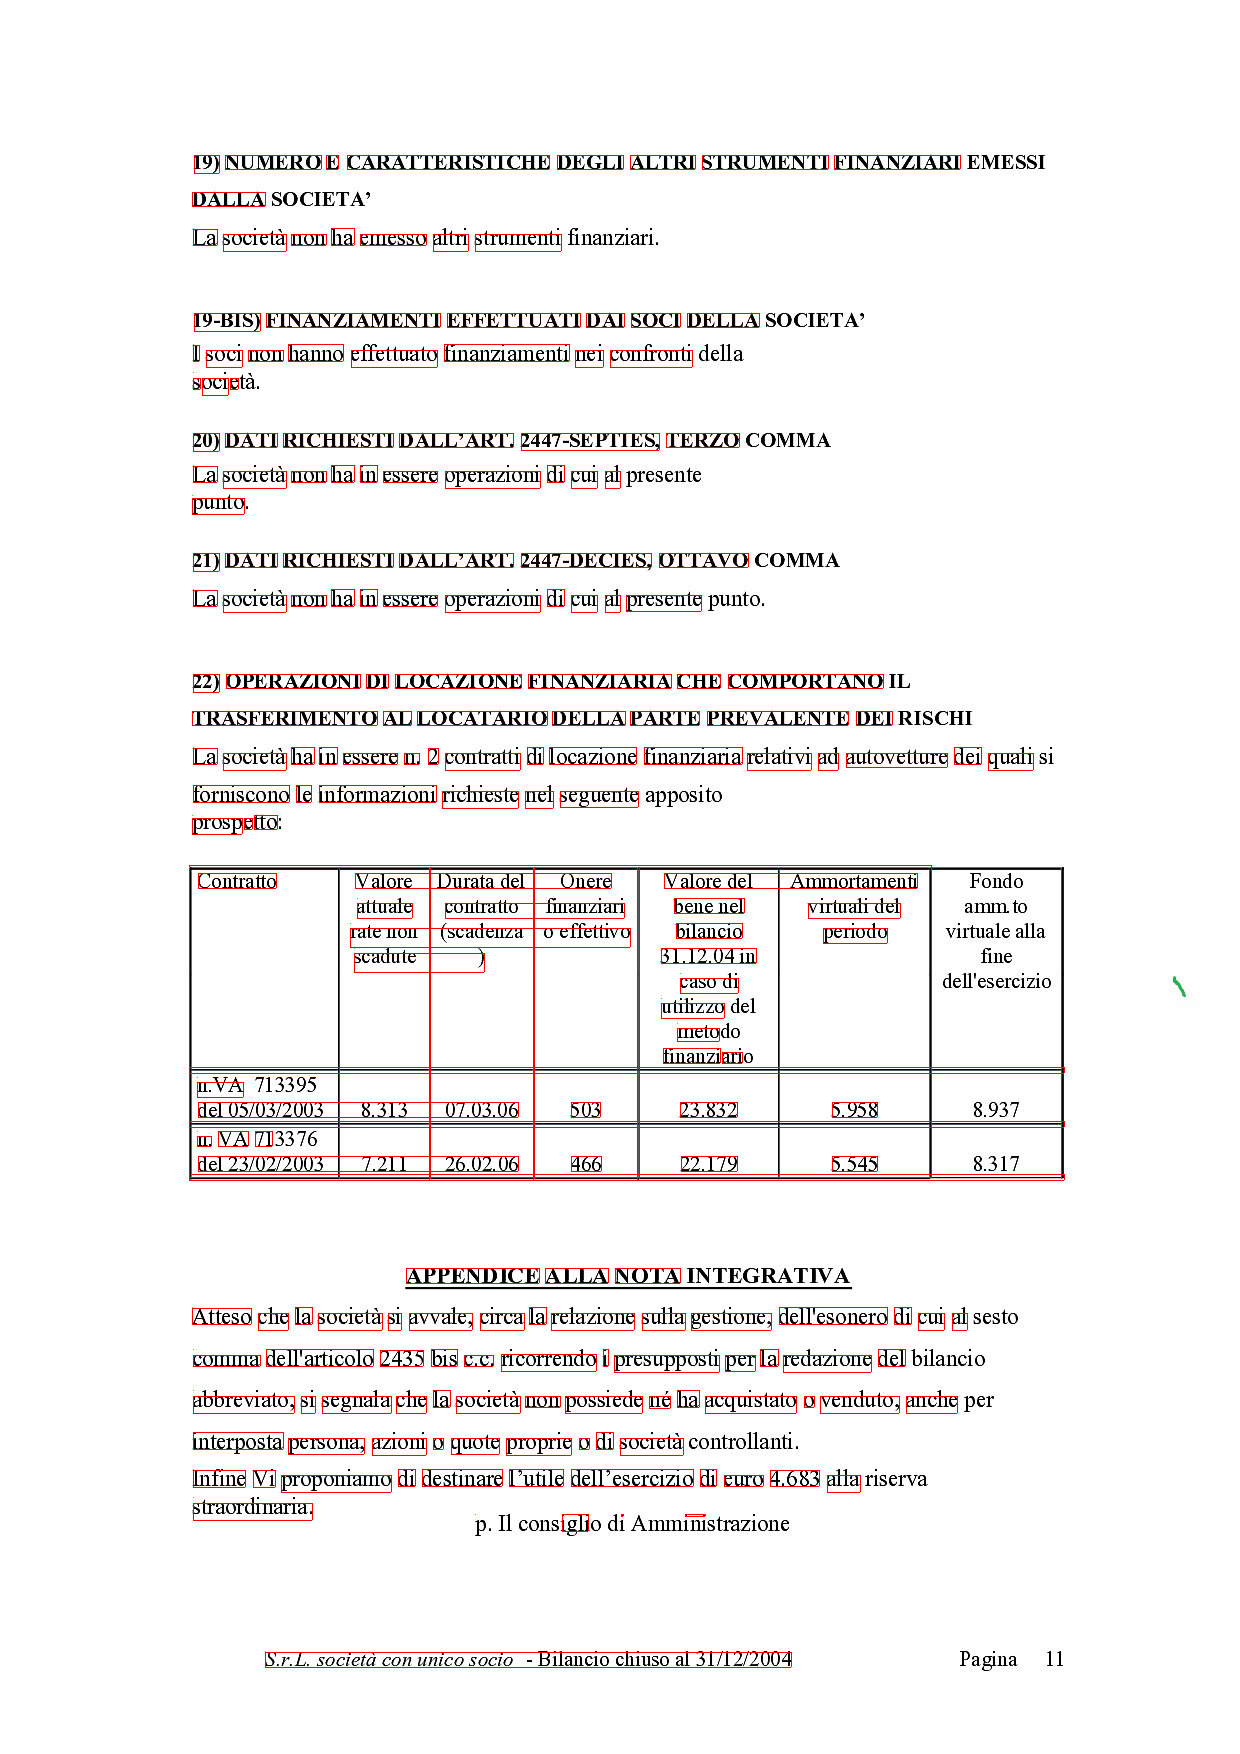 19) NUMERO E CARATTERISTICHE DEGLI ALTRI STRUMENTI FINANZIARI EMESSI
DALLA SOCIETA’
La società non ha emesso altri strumenti finanziari.
19-BIS) FINANZIAMENTI EFFETTUATI DAI SOCI DELLA SOCIETA’
I soci non hanno effettuato finanziamenti nei confronti della
società.
20) DATI RICHIESTI DALL’ART. 2447-SEPTIES, TERZO COMMA
La società non ha in essere operazioni di cui al presente
punto.
21) DATI RICHIESTI DALL’ART. 2447-DECIES, OTTAVO COMMA
La società non ha in essere operazioni di cui al presente punto.
22) OPERAZIONI DI LOCAZIONE FINANZIARIA CHE COMPORTANO IL
TRASFERIMENTO AL LOCATARIO DELLA PARTE PREVALENTE DEI RISCHI
La società ha in essere n. 2 contratti di locazione finanziaria relativi ad autovetture dei quali si
forniscono le informazioni richieste nel seguente apposito
prospetto:
Contratto Valore Durata del Onere Valore del Ammortamenti Fondo
attuale contratto finanziari bene nel virtuali del amm.to
rate non (scadenza o effettivo bilancio periodo virtuale alla
scadute ) 31.12.04 in fine
caso di dell'esercizio
utilizzo del
metodo
finanziario
n.VA 713395
del 05/03/2003 8.313 07.03.06 503 23.832 5.958 8.937
n. VA 713376
del 23/02/2003 7.211 26.02.06 466 22.179 5.545 8.317
APPENDICE ALLA NOTA INTEGRATIVA
Atteso che la società si avvale, circa la relazione sulla gestione, dell'esonero di cui al sesto
comma dell'articolo 2435 bis c.c. ricorrendo i presupposti per la redazione del bilancio
abbreviato, si segnala che la società non possiede né ha acquistato o venduto, anche per
interposta persona, azioni o quote proprie o di società controllanti.
Infine Vi proponiamo di destinare l’utile dell’esercizio di euro 4.683 alla riserva
straordinaria.
p. Il consiglio di Amministrazione
S.r.L. società con unico socio - Bilancio chiuso al 31/12/2004 Pagina 11